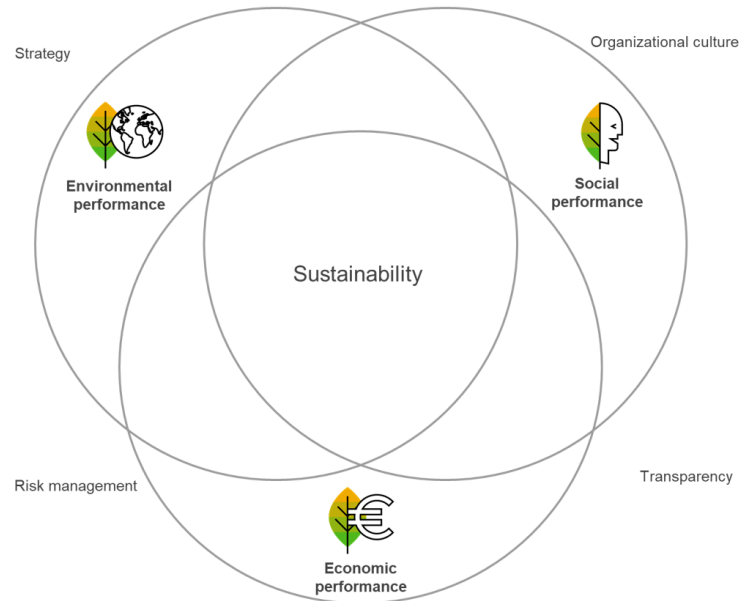 Strategy
Organizational culture
Environmental
performance
Social
performance
Sustainability
Risk management
Transparency
Economic
performance